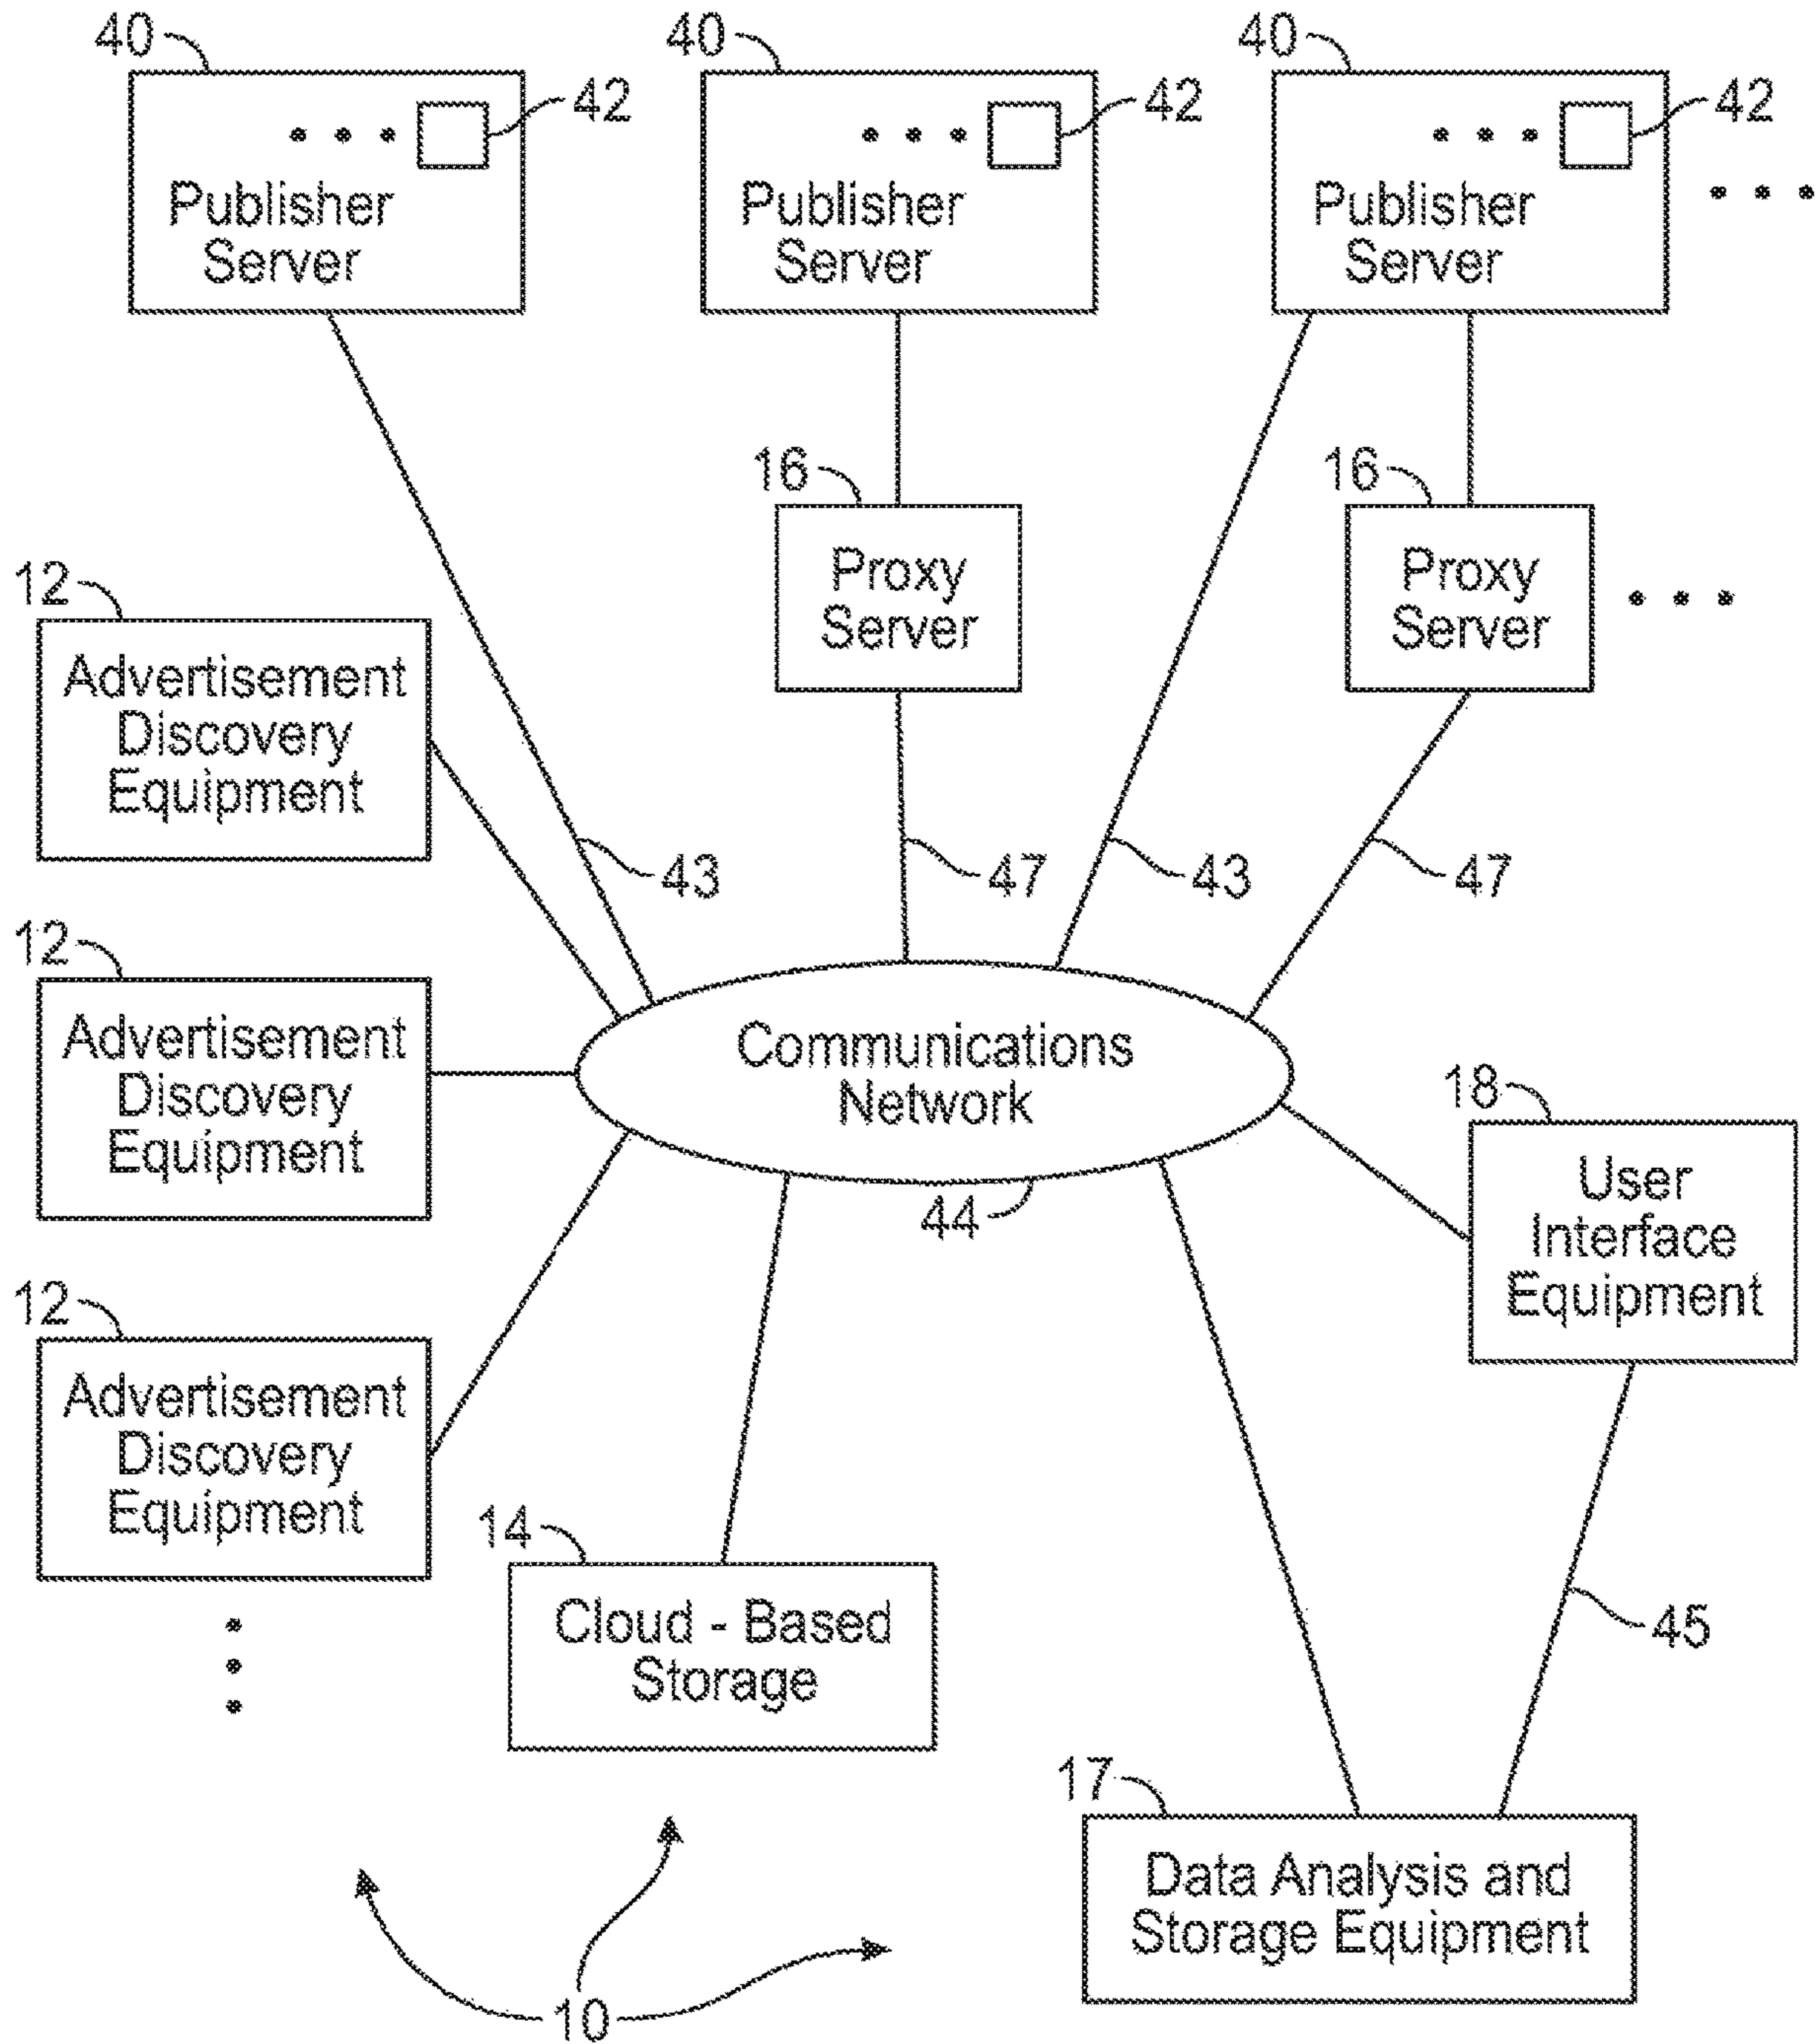 40
40
40
42
42
42
Publisher
Server
Publisher
Server
Publisher
Server
16
16
Proxy
Server
Proxy
Server
12
Advertisement
Discovery
Equipment
43
47
43
47
12
Advertisement
Discovery
Equipment
Communications
Network
44
18
User
Interface
Equipment
12
Advertisement
Discovery
Equipment
14
Cloud - Based
Storage
45
17
Data Analysis and
Storage Equipment
10